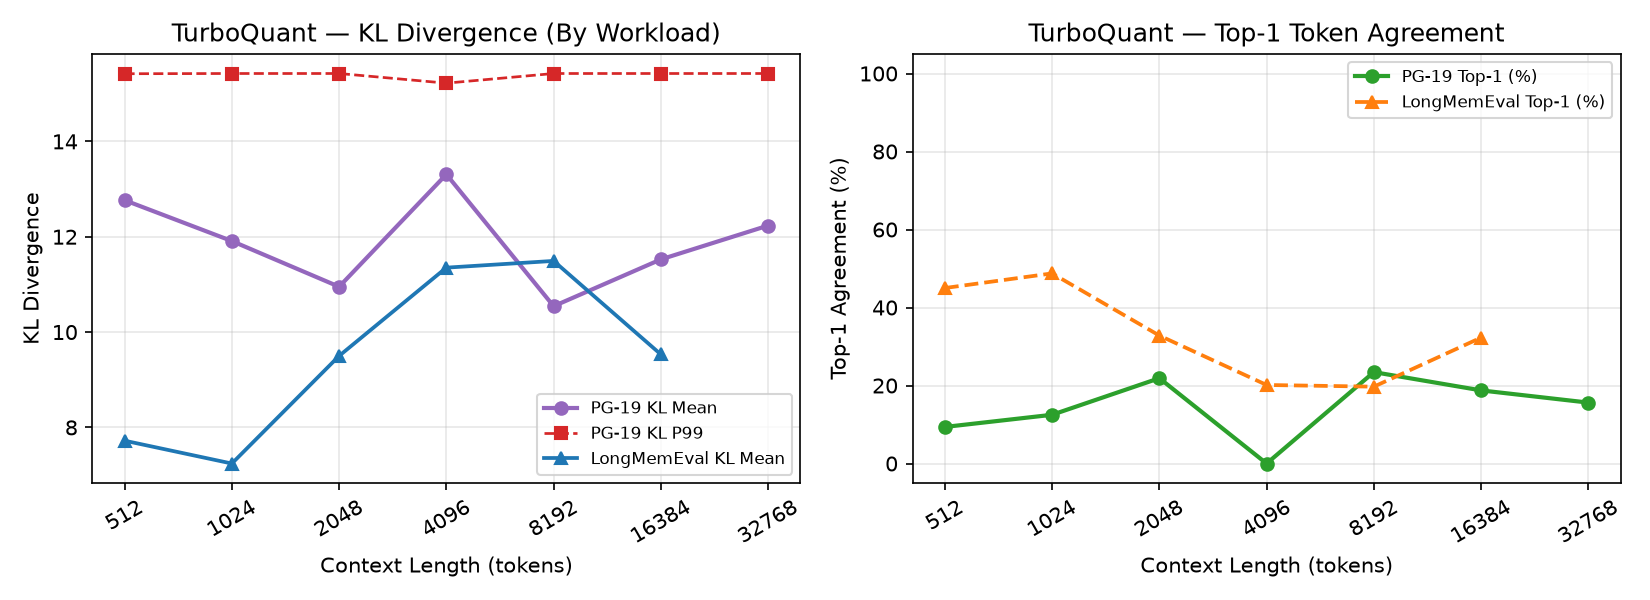 TurboQuant — KL Divergence (By Workload)
KL Divergence
14
12
10
8
PG-19 KL Mean
PG-19 KL P99
LongMemEval KL Mean
512
1024
2048
4096
8192
16384
32768
Context Length (tokens)
TurboQuant — Top-1 Token Agreement
Top-1 Agreement (%)
100
80
60
40
20
0
PG-19 Top-1 (%)
LongMemEval Top-1 (%)
512
1024
2048
4096
8192
16384
32768
Context Length (tokens)